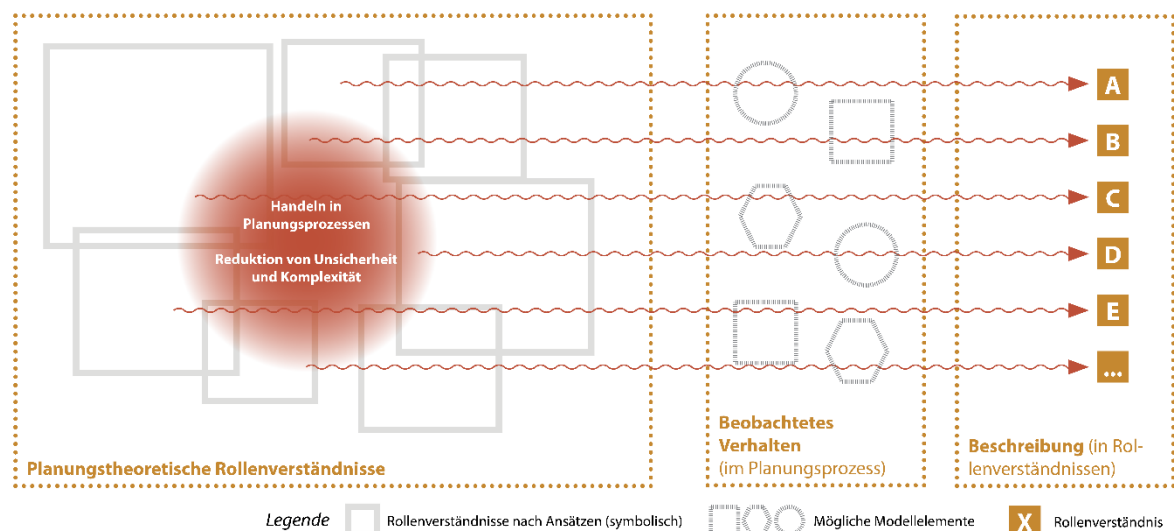 Handeln in
Planungsprozessen
Reduktion von Unsicherheit
und Komplexität
Planungstheoretische Rollenverständnisse
Beobachtetes
Verhalten
(im Planungsprozess)
A
B
C
D
E
...
Beschreibung (in Rol-
lenverständnissen)
Legende
Rollenverständnisse nach Ansätzen (symbolisch)
Mögliche Modellelemente
X
Rollenverständnis